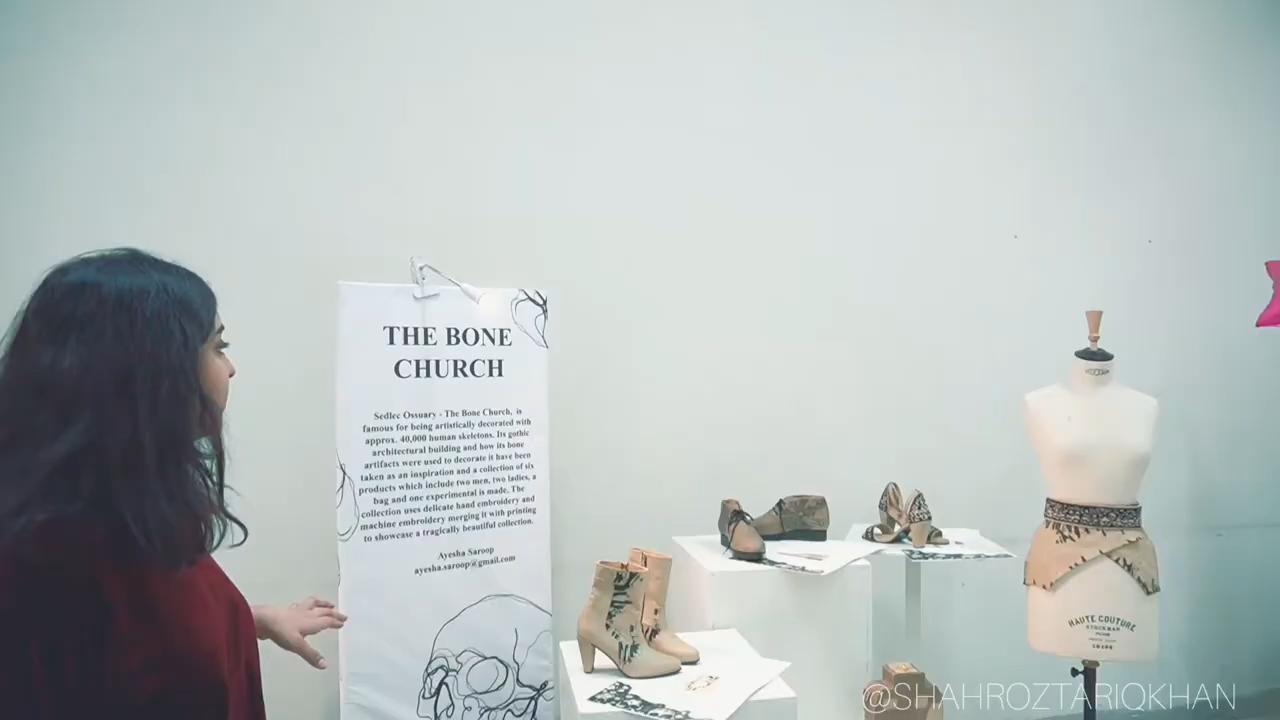 THE BONE
CHURCH
Sedlec Ossuary - The Bone Church, is
famous for being artistically decorated with
approx. 40,000 human skeletons. Its gothic
architectural building and how its bone
artifacts were used to decorate it have been
taken as an inspiration and a collection of six
products which include two men, two ladies, a
bag and one experimental is made. The
collection uses delicate hand embroidery and
machine embroidery merging it with printing
to showcase a tragically beautiful collection.
Ayesha Saroop
ayesha.saroop@gmail.com
HAUTE COUTURE
STOCKMAN
@SHAHROZTARIQKHAN